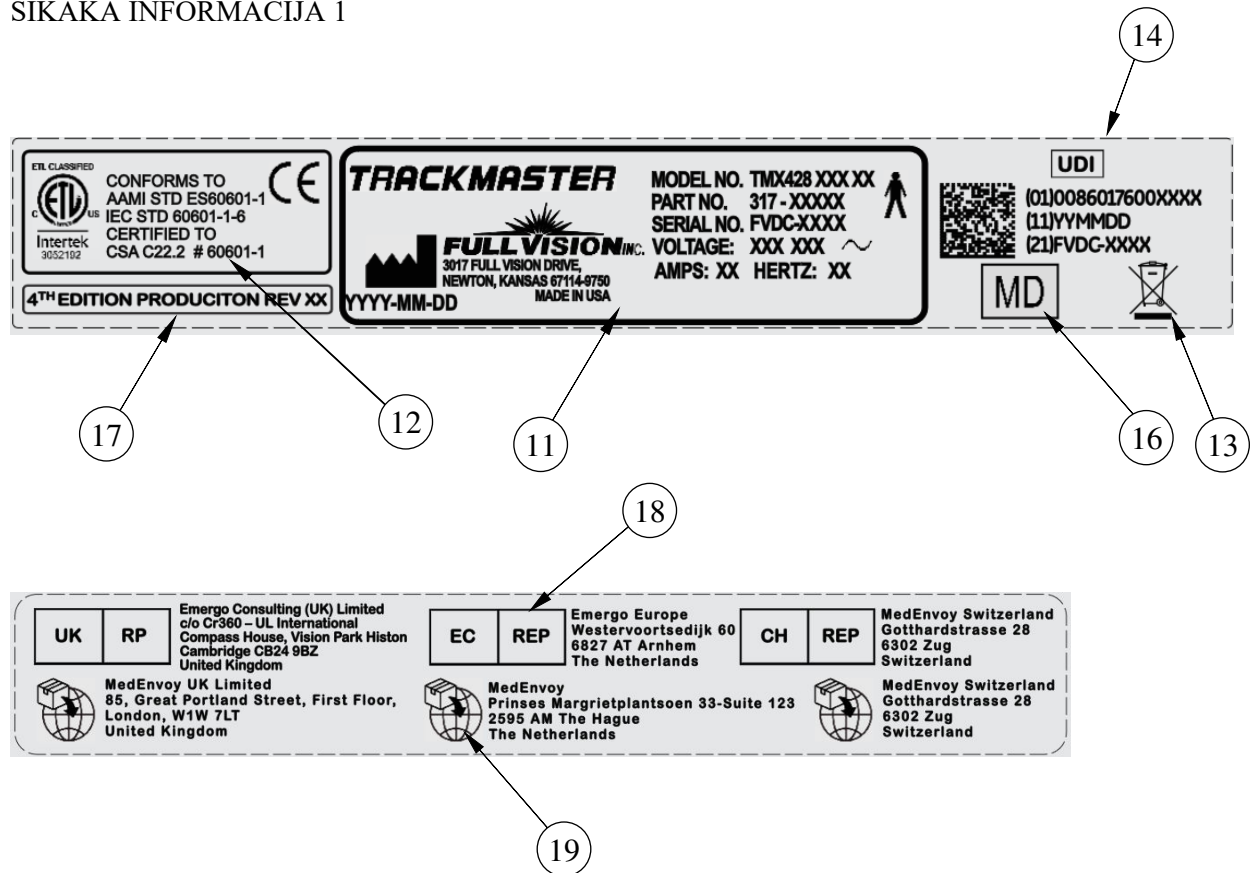 SIKAKA INFORMACIJA 1
14
ETL CLASSIFIED
ETL
C US
Intertek
3052192
CONFORMS TO
AAMI STD ES60601-1
IEC STD 60601-1-6
CERTIFIED TO
CSA C22.2 # 60601-1
CE
4TH EDITION PRODUCITON REV XX
TRACKMASTER
FULL VISION INC.
3017 FULL VISION DRIVE,
NEWTON, KANSAS 67114-9750
MADE IN USA
YYYY-MM-DD
MODEL NO. TMX428 XXX XX
PART NO. 317 - XXXXX
SERIAL NO. FVDC-XXXX
VOLTAGE: XXX XXX
AMPS: XX HERTZ: XX
UDI
(01)0086017600XXXX
(11)YYMMDD
(21)FVDC-XXXX
MD
17
12
11
16
13
18
UK RP
Emergo Consulting (UK) Limited
c/o Cr360 – UL International
Compass House, Vision Park Histon
Cambridge CB24 9BZ
United Kingdom
EC REP
Emergo Europe
Westervoortsedijk 60
6827 AT Arnhem
The Netherlands
CH REP
MedEnvoy Switzerland
Gotthardstrasse 28
6302 Zug
Switzerland
MedEnvoy UK Limited
85, Great Portland Street, First Floor,
London, W1W 7LT
United Kingdom
MedEnvoy
Prinses Margrietplantsoen 33-Suite 123
2595 AM The Hague
The Netherlands
MedEnvoy Switzerland
Gotthardstrasse 28
6302 Zug
Switzerland
19